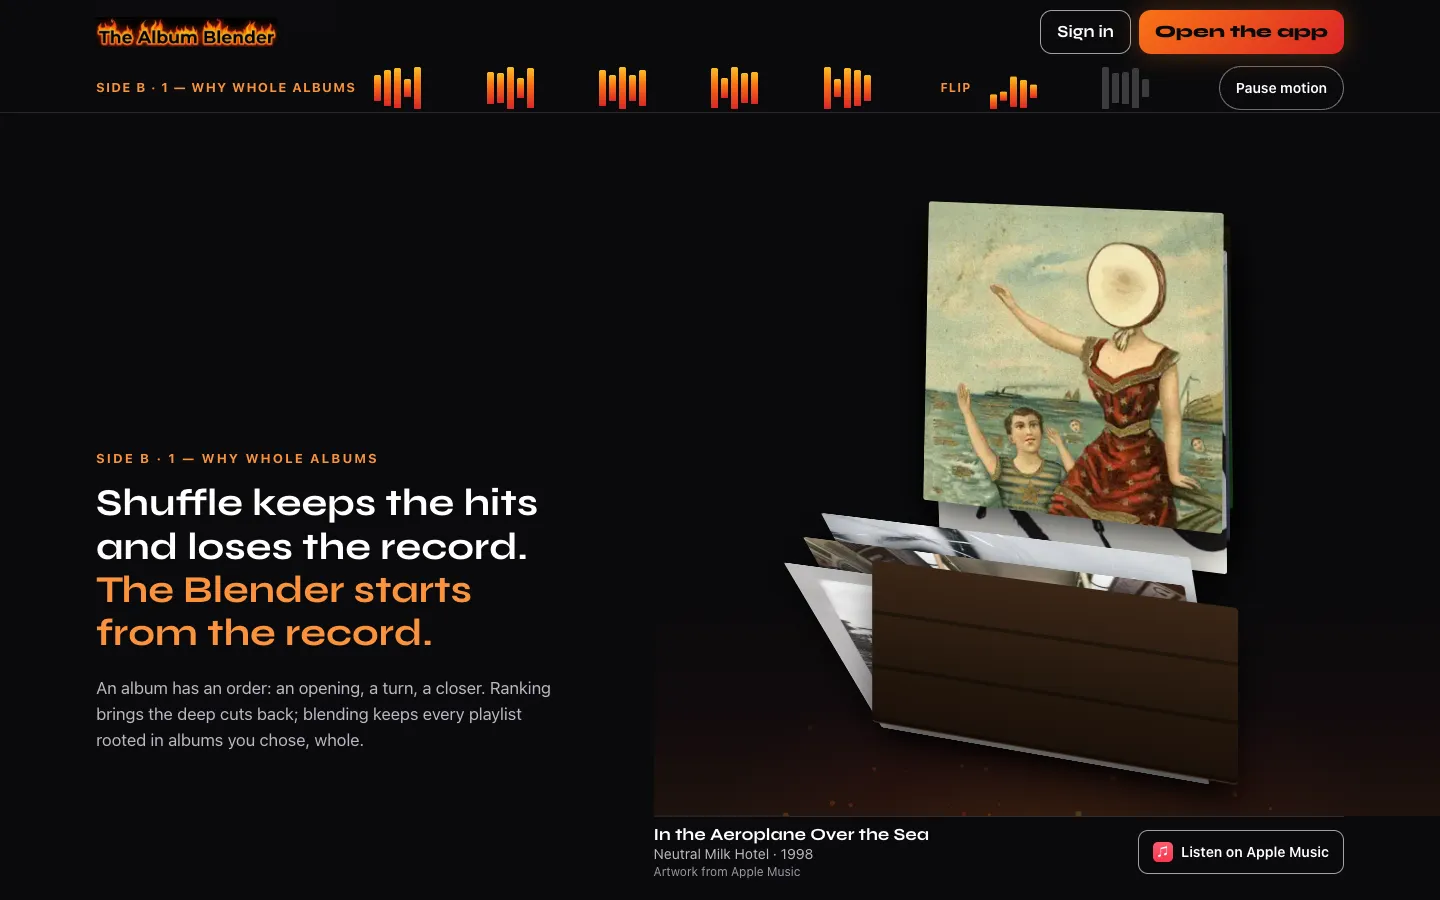 The Album Blender
Sign in
Open the app
SIDE B · 1 — WHY WHOLE ALBUMS
FLIP
Pause motion
SIDE B · 1 — WHY WHOLE ALBUMS
Shuffle keeps the hits
and loses the record.
The Blender starts
from the record.
An album has an order: an opening, a turn, a closer. Ranking
brings the deep cuts back; blending keeps every playlist
rooted in albums you chose, whole.
In the Aeroplane Over the Sea
Neutral Milk Hotel · 1998
Artwork from Apple Music
Listen on Apple Music